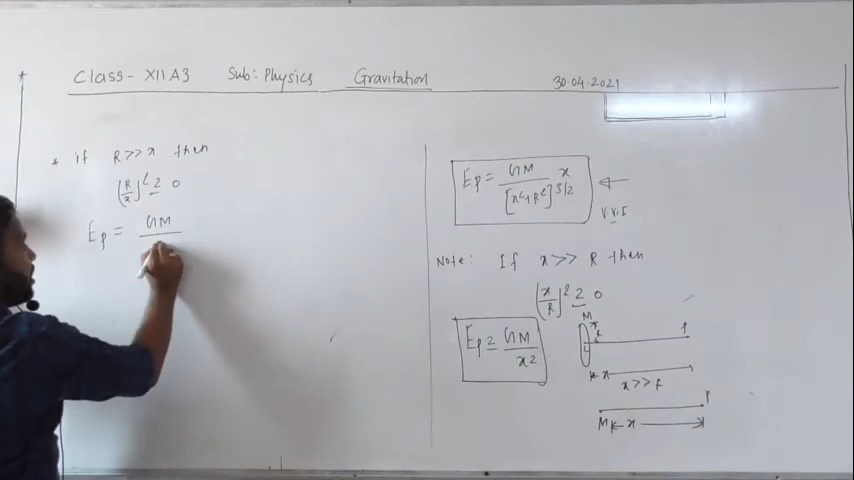 Class- XII A3 Sub: Physics Gravitation 30.04.2021
* if R>>x then
(R/x)² ≃ 0
Ep = GM
Ep = GM x / [x²+R²]^3/2 ←
V.V.I
Note: If x>> R then
(x/R)² ≃ 0
Ep ≃ GM / x²
M
R
P
x
x>>R
P
M x